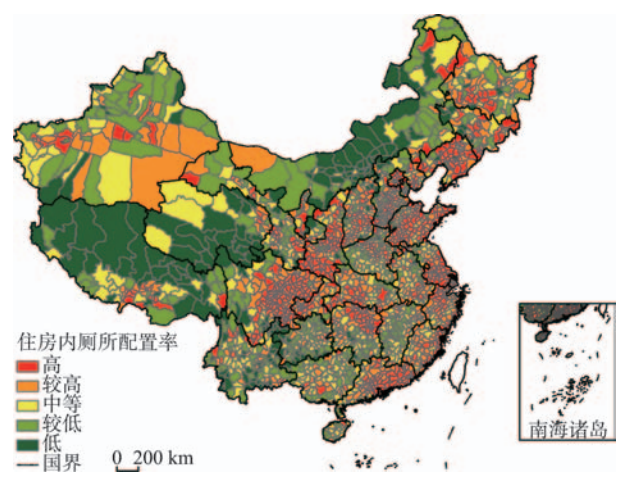 住房内厕所配置率
高
较高
中等
较低
低
国界
0 200 km
南海诸岛